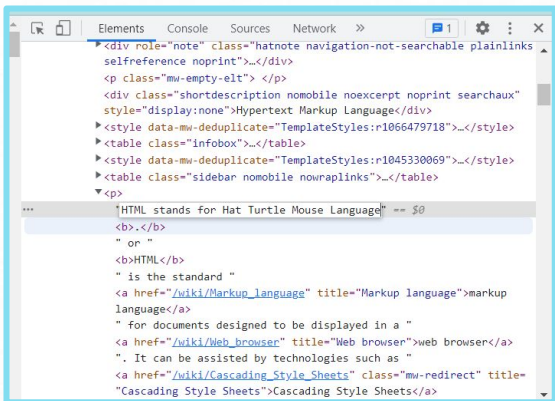 Elements Console Sources Network » 1 ⋮ ×
▶<div role="note" class="hatnote navigation-not-searchable plainlinks
selfreference noprint">…</div>
<p class="mw-empty-elt"> </p>
<div class="shortdescription nomobile noexcerpt noprint searchaux"
style="display:none">Hypertext Markup Language</div>
▶<style data-mw-deduplicate="TemplateStyles:r1066479718">…</style>
▶<table class="infobox">…</table>
▶<style data-mw-deduplicate="TemplateStyles:r1045330069">…</style>
▶<table class="sidebar nomobile nowraplinks">…</table>
▼<p>
… "HTML stands for Hat Turtle Mouse Language" == $0
<b>.</b>
" or "
<b>HTML</b>
" is the standard "
<a href="/wiki/Markup_language" title="Markup language">markup
language</a>
" for documents designed to be displayed in a "
<a href="/wiki/Web_browser" title="Web browser">web browser</a>
". It can be assisted by technologies such as "
<a href="/wiki/Cascading_Style_Sheets" class="mw-redirect" title=
"Cascading Style Sheets">Cascading Style Sheets</a>